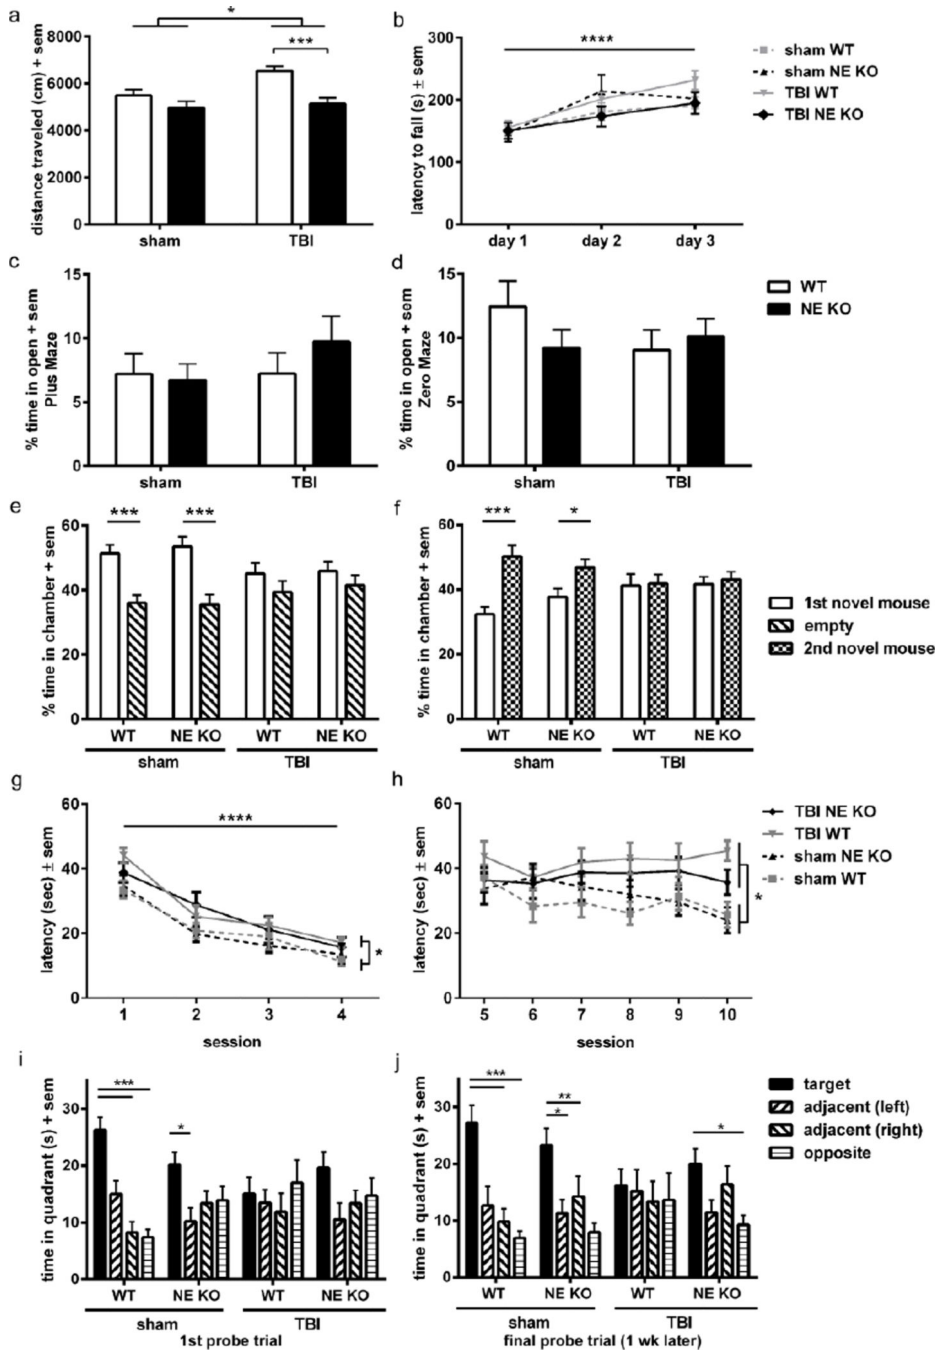 a
distance traveled (cm) + sem
8000
6000
4000
2000
0
*
***
sham
TBI
b
latency to fall (s) ± sem
300
200
100
0
****
day 1
day 2
day 3
sham WT
sham NE KO
TBI WT
TBI NE KO
c
% time in open + sem
Plus Maze
15
10
5
0
sham
TBI
d
% time in open + sem
Zero Maze
15
10
5
0
sham
TBI
WT
NE KO
e
% time in chamber + sem
60
40
20
0
***
***
WT
NE KO
WT
NE KO
sham
TBI
f
% time in chamber + sem
60
40
20
0
***
*
WT
NE KO
WT
NE KO
sham
TBI
1st novel mouse
empty
2nd novel mouse
g
latency (sec) ± sem
60
40
20
0
****
*
1
2
3
4
session
h
latency (sec) ± sem
60
40
20
0
*
5
6
7
8
9
10
session
TBI NE KO
TBI WT
sham NE KO
sham WT
i
time in quadrant (s) + sem
30
20
10
0
***
*
WT
NE KO
WT
NE KO
sham
TBI
1st probe trial
j
time in quadrant (s) + sem
30
20
10
0
***
**
*
*
WT
NE KO
WT
NE KO
sham
TBI
final probe trial (1 wk later)
target
adjacent (left)
adjacent (right)
opposite